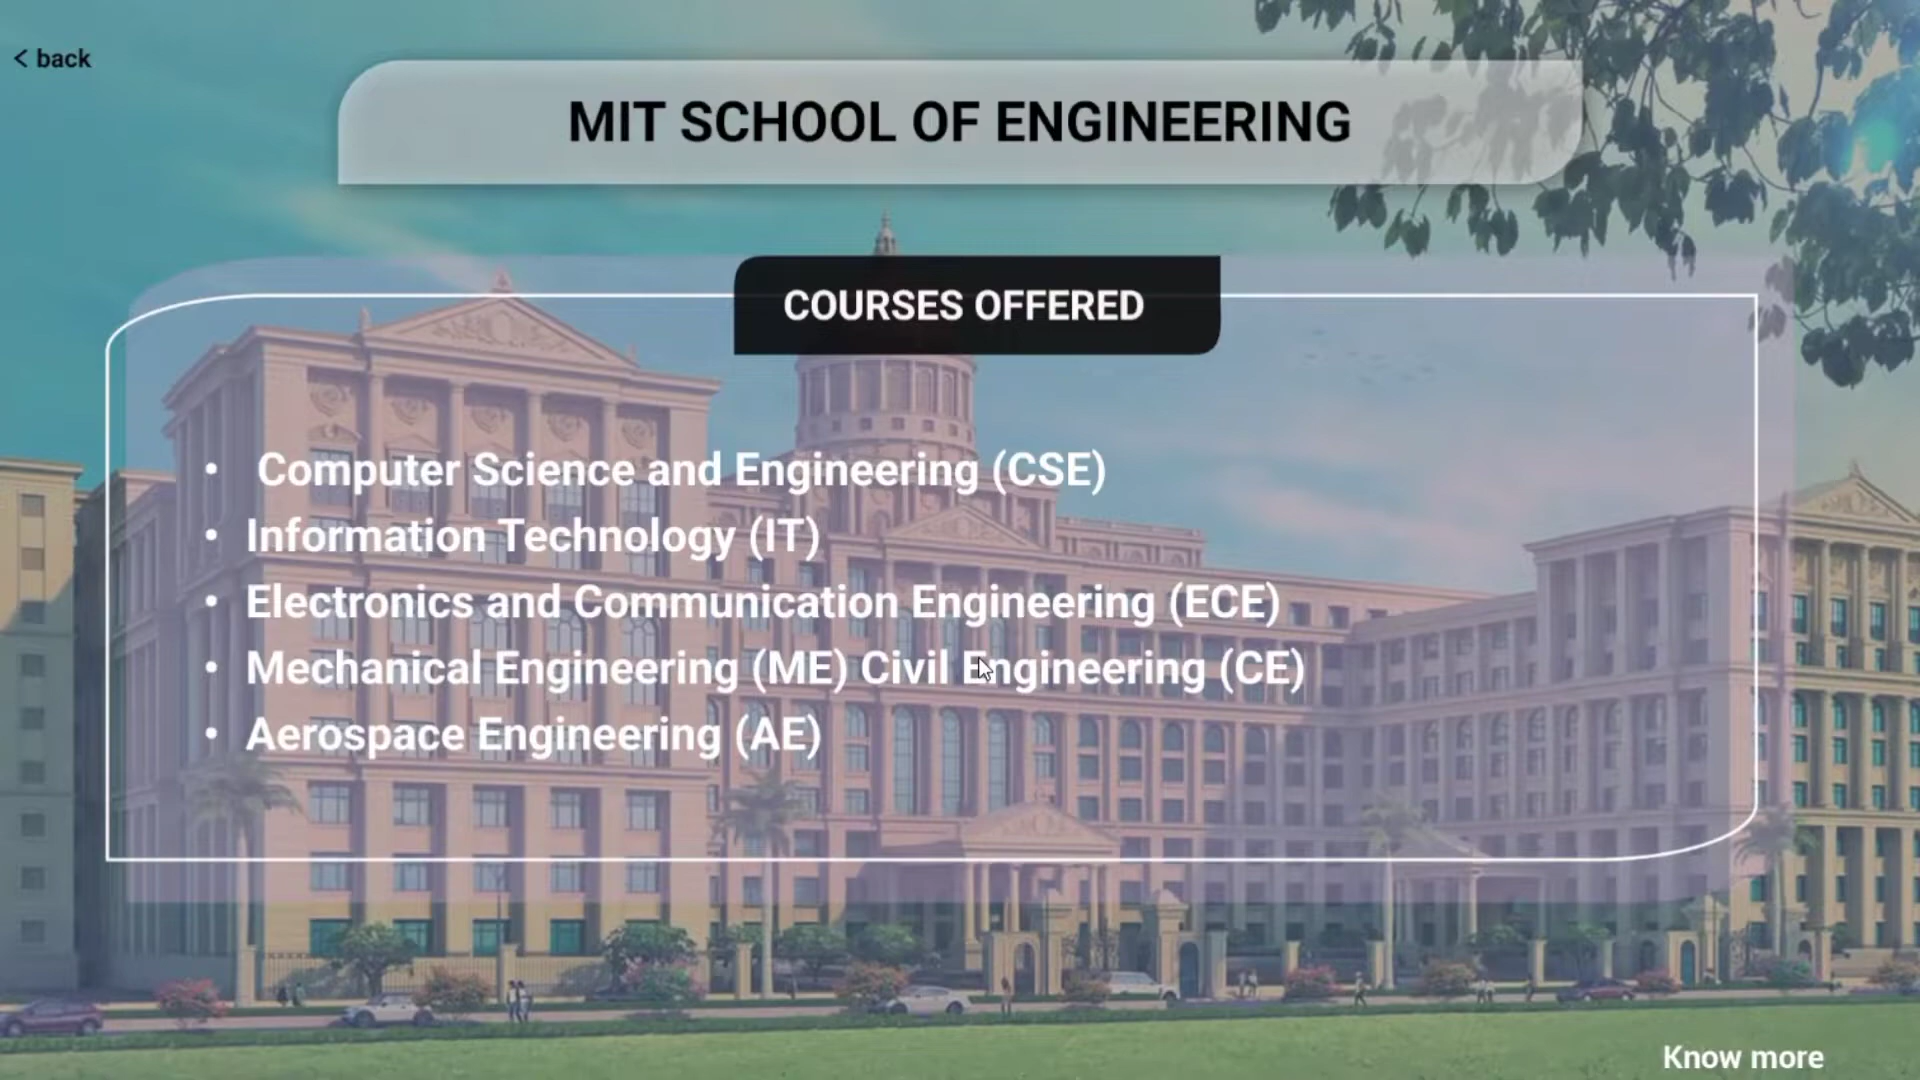 < back
MIT SCHOOL OF ENGINEERING
COURSES OFFERED
• Computer Science and Engineering (CSE)
• Information Technology (IT)
• Electronics and Communication Engineering (ECE)
• Mechanical Engineering (ME) Civil Engineering (CE)
• Aerospace Engineering (AE)
Know more